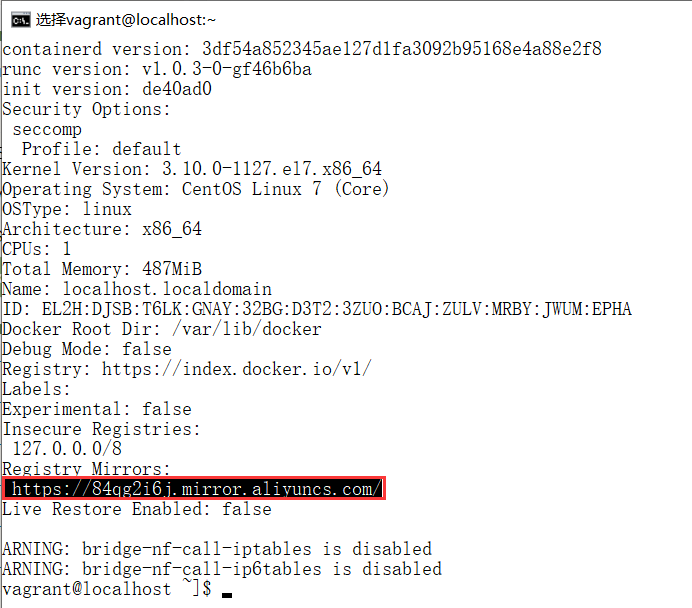 选择vagrant@localhost:~
containerd version: 3df54a852345ae127d1fa3092b95168e4a88e2f8
runc version: v1.0.3-0-gf46b6ba
init version: de40ad0
Security Options:
seccomp
Profile: default
Kernel Version: 3.10.0-1127.el7.x86_64
Operating System: CentOS Linux 7 (Core)
OSType: linux
Architecture: x86_64
CPUs: 1
Total Memory: 487MiB
Name: localhost.localdomain
ID: EL2H:DJSB:T6LK:GNAY:32BG:D3T2:3ZUO:BCAJ:ZULV:MRBY:JWUM:EPHA
Docker Root Dir: /var/lib/docker
Debug Mode: false
Registry: https://index.docker.io/v1/
Labels:
Experimental: false
Insecure Registries:
127.0.0.0/8
Registry Mirrors:
https://84qg2i6j.mirror.aliyuncs.com/
Live Restore Enabled: false
ARNING: bridge-nf-call-iptables is disabled
ARNING: bridge-nf-call-ip6tables is disabled
vagrant@localhost ~]$